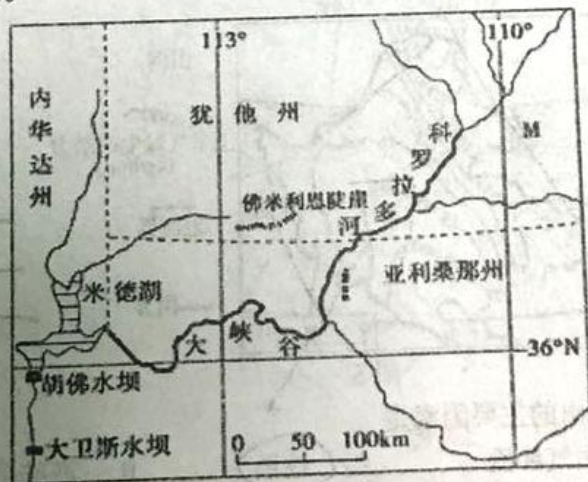 113°
110°
内华达州
犹他州
科罗拉多河
M
佛米利恩陡崖
亚利桑那州
米德湖
大峡谷
36°N
胡佛水坝
大卫斯水坝
0 50 100km